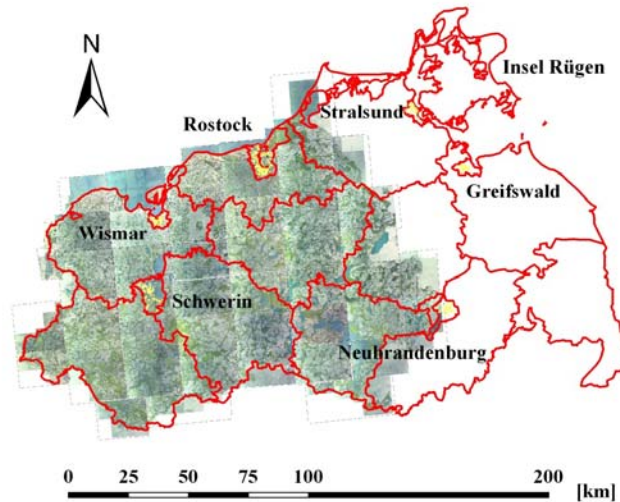 N
Insel Rügen
Stralsund
Rostock
Greifswald
Wismar
Schwerin
Neubrandenburg
0 25 50 75 100 200 [km]